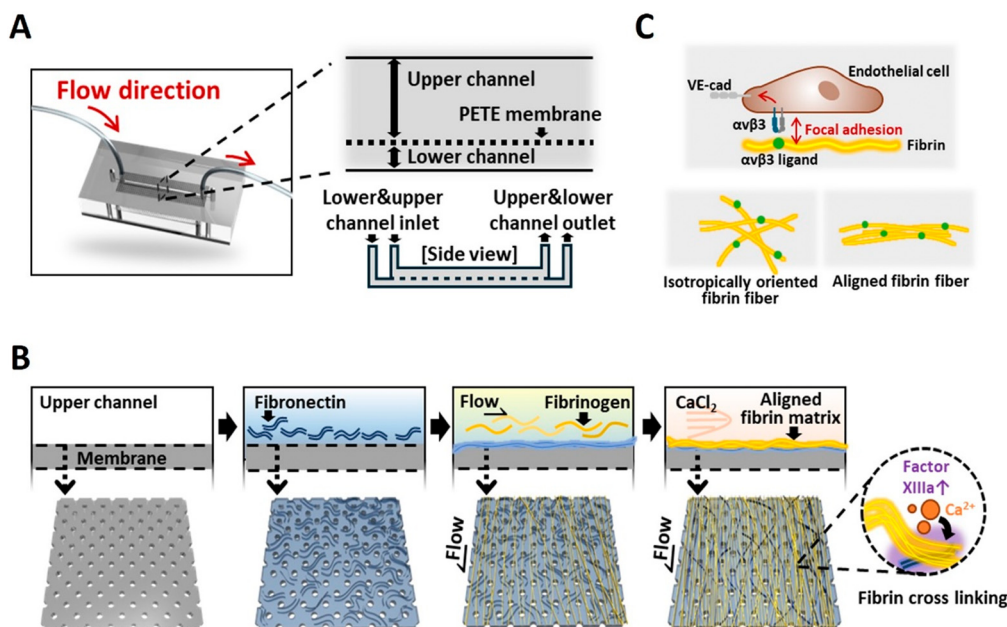 A
Flow direction
Upper channel
PETE membrane
Lower channel
Lower&upper
channel inlet
Upper&lower
channel outlet
[Side view]
C
VE-cad
Endothelial cell
αvβ3
Focal adhesion
Fibrin
αvβ3 ligand
Isotropically oriented
fibrin fiber
Aligned fibrin fiber
B
Upper channel
Membrane
Fibronectin
Flow
Fibrinogen
CaCl₂
Aligned
fibrin matrix
Flow
Flow
Factor
XIIIa↑
Ca²⁺
Fibrin cross linking